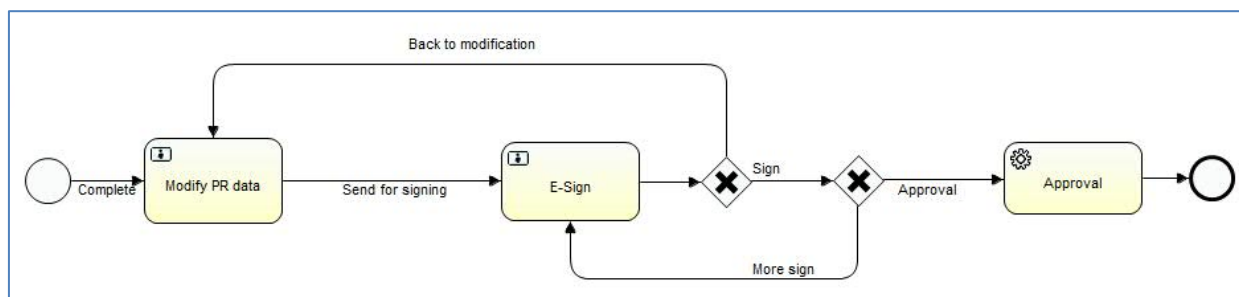 Back to modification
Complete
Modify PR data
Send for signing
E-Sign
Sign
Approval
Approval
More sign